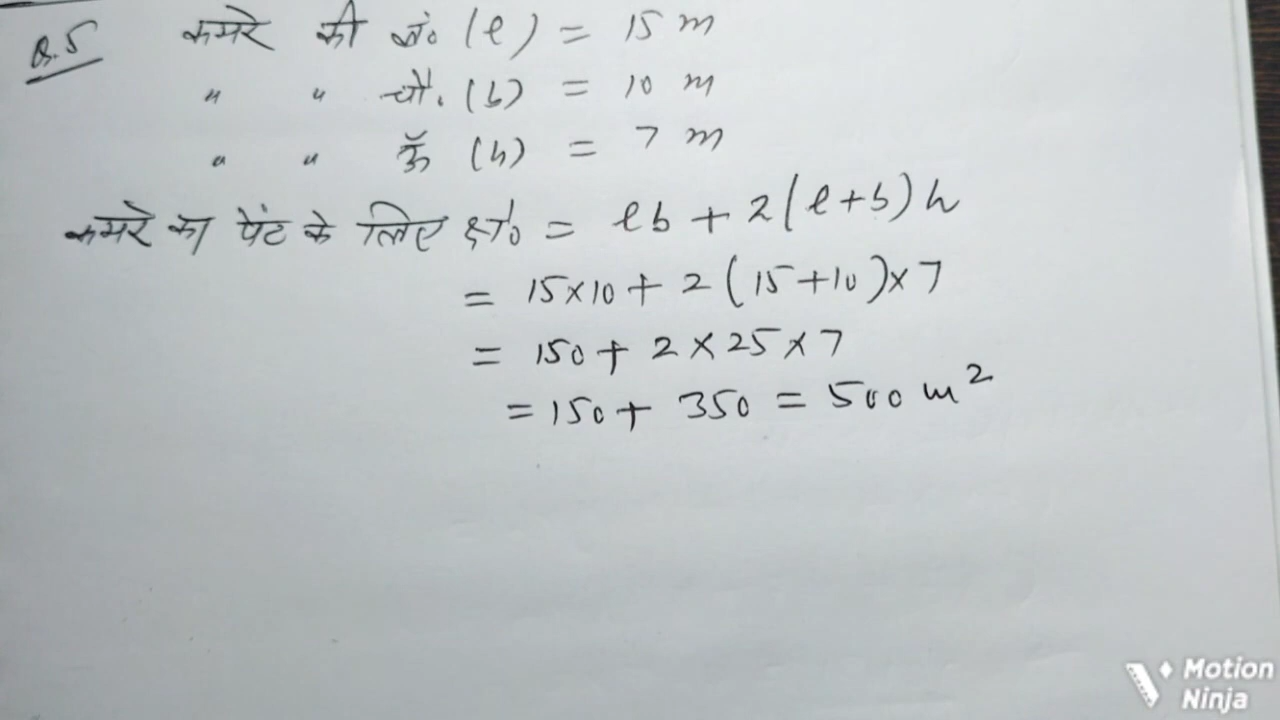 Q.5 कमरे की लं० (l) = 15 m
" " चौ. (b) = 10 m
" " ऊँ (h) = 7 m
कमरे का पेंट के लिए क्षे० = lb + 2(l+b)h
= 15×10 + 2(15+10)×7
= 150 + 2×25×7
= 150 + 350 = 500 m²
Motion
Ninja